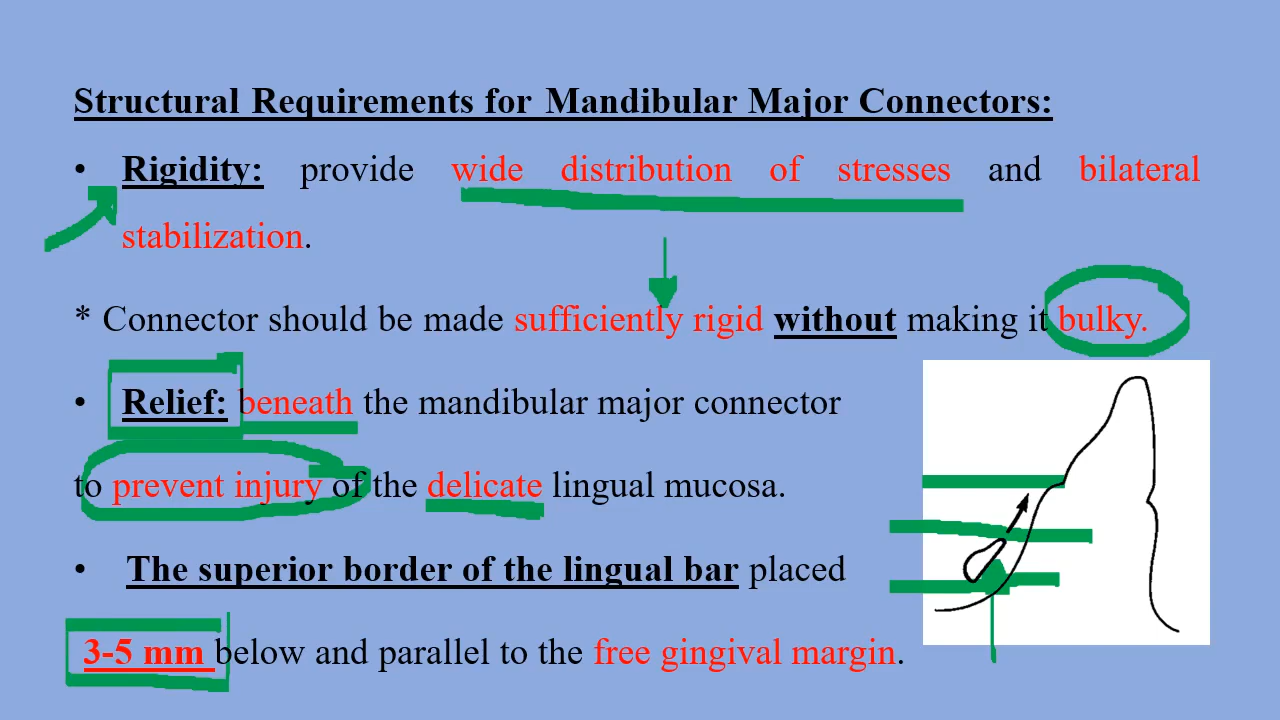 Structural Requirements for Mandibular Major Connectors:
• Rigidity: provide wide distribution of stresses and bilateral
stabilization.
* Connector should be made sufficiently rigid without making it bulky.
• Relief: beneath the mandibular major connector
to prevent injury of the delicate lingual mucosa.
• The superior border of the lingual bar placed
3-5 mm below and parallel to the free gingival margin.